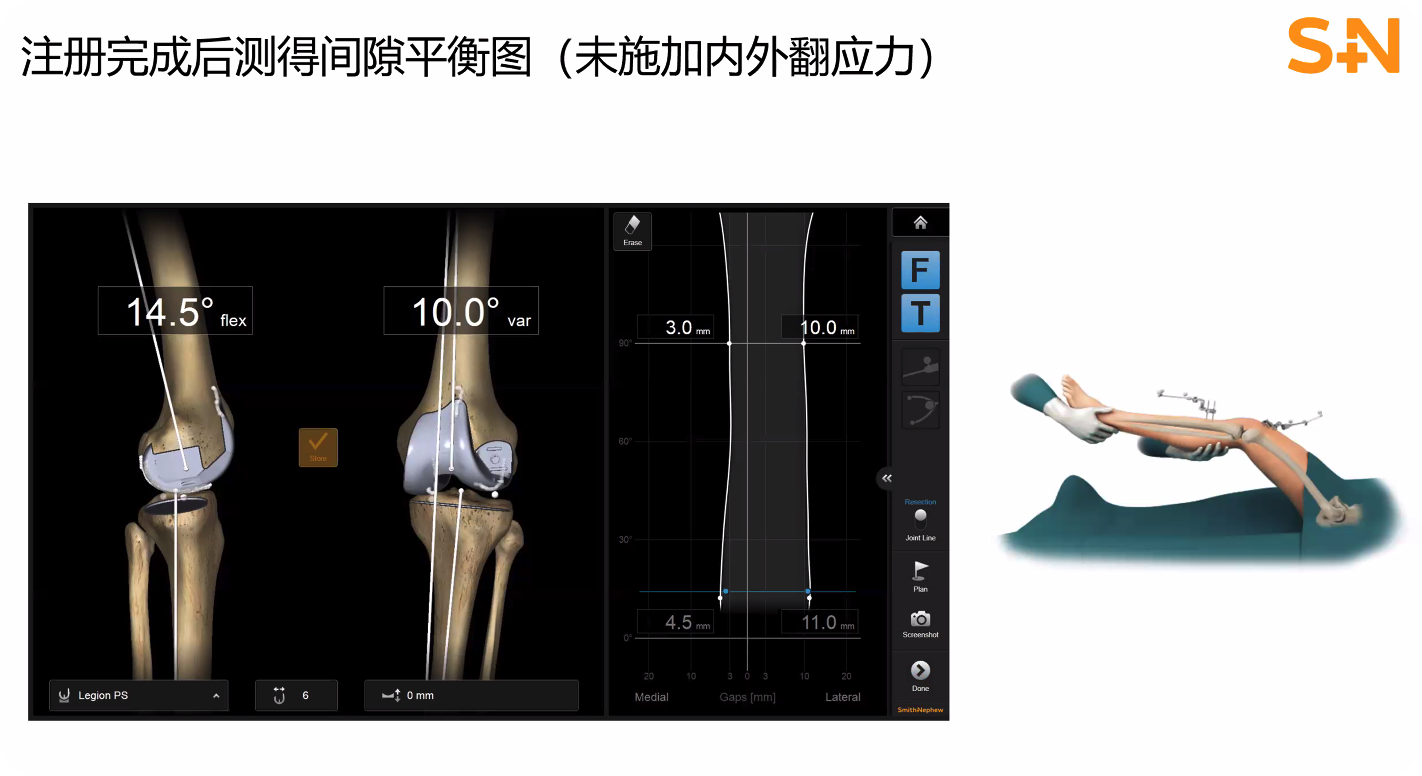 注册完成后测得间隙平衡图（未施加内外翻应力）
S+N
Erase
14.5° flex
10.0° var
F
T
3.0 mm
10.0 mm
90°
Store
60°
Resection
Joint Line
30°
Plan
4.5 mm
11.0 mm
0°
Screenshot
20 10 3 0 3 10 20
Medial Gaps [mm] Lateral
Done
Legion PS
6
0 mm
SmithNephew